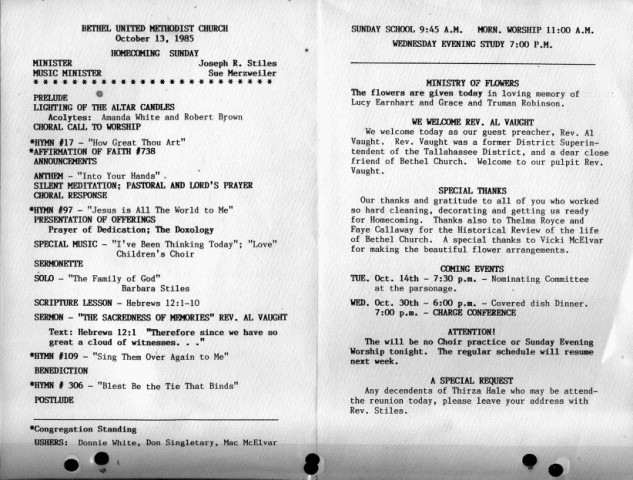 BETHEL UNITED METHODIST CHURCH
October 13, 1985
HOMECOMING SUNDAY
MINISTER Joseph R. Stiles
MUSIC MINISTER Sue Merzweiler
* * * * * * * * * * * * * * * * * * * * * * * *
PRELUDE
LIGHTING OF THE ALTAR CANDLES
Acolytes: Amanda White and Robert Brown
CHORAL CALL TO WORSHIP
*HYMN #17 - "How Great Thou Art"
*AFFIRMATION OF FAITH #738
ANNOUNCEMENTS
ANTHEM - "Into Your Hands"
SILENT MEDITATION; PASTORAL AND LORD'S PRAYER
CHORAL RESPONSE
*HYMN #97 - "Jesus is All The World to Me"
PRESENTATION OF OFFERINGS
Prayer of Dedication; The Doxology
SPECIAL MUSIC - "I've Been Thinking Today"; "Love"
Children's Choir
SERMONETTE
SOLO - "The Family of God"
Barbara Stiles
SCRIPTURE LESSON - Hebrews 12:1-10
SERMON - "THE SACREDNESS OF MEMORIES" REV. AL VAUGHT
Text: Hebrews 12:1 "Therefore since we have so
great a cloud of witnesses. . ."
*HYMN #109 - "Sing Them Over Again to Me"
BENEDICTION
*HYMN # 306 - "Blest Be the Tie That Binds"
POSTLUDE
*Congregation Standing
USHERS: Donnie White, Don Singletary, Mac McElvar
SUNDAY SCHOOL 9:45 A.M. MORN. WORSHIP 11:00 A.M.
WEDNESDAY EVENING STUDY 7:00 P.M.
MINISTRY OF FLOWERS
The flowers are given today in loving memory of
Lucy Earnhart and Grace and Truman Robinson.
WE WELCOME REV. AL VAUGHT
We welcome today as our guest preacher, Rev. Al
Vaught. Rev. Vaught was a former District Superin-
tendent of the Tallahassee District, and a dear close
friend of Bethel Church. Welcome to our pulpit Rev.
Vaught.
SPECIAL THANKS
Our thanks and gratitude to all of you who worked
so hard cleaning, decorating and getting us ready
for Homecoming. Thanks also to Thelma Royce and
Faye Callaway for the Historical Review of the life
of Bethel Church. A special thanks to Vicki McElvar
for making the beautiful flower arrangements.
COMING EVENTS
TUE. Oct. 14th - 7:30 p.m. - Nominating Committee
at the parsonage.
WED. Oct. 30th - 6:00 p.m. - Covered dish Dinner.
7:00 p.m. - CHARGE CONFERENCE
ATTENTION!
The will be no Choir practice or Sunday Evening
Worship tonight. The regular schedule will resume
next week.
A SPECIAL REQUEST
Any decendents of Thirza Hale who may be attend-
the reunion today, please leave your address with
Rev. Stiles.